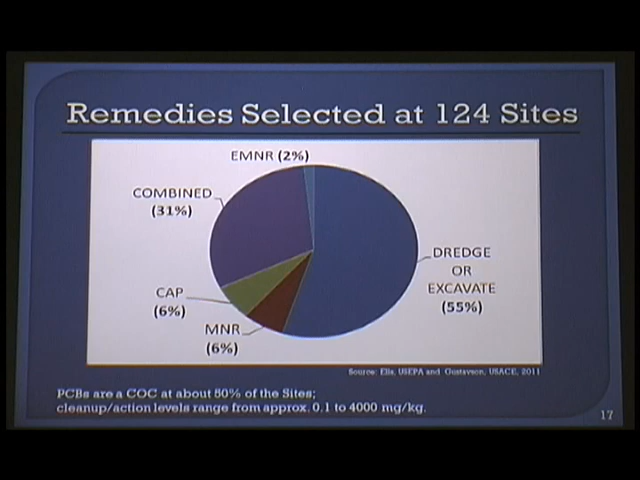 Remedies Selected at 124 Sites
EMNR (2%)
COMBINED
(31%)
DREDGE
OR
EXCAVATE
(55%)
CAP
(6%)
MNR
(6%)
Source: Ells, USEPA and Gustavson, USACE, 2011
PCBs are a COC at about 50% of the Sites;
cleanup/action levels range from approx. 0.1 to 4000 mg/kg.
17